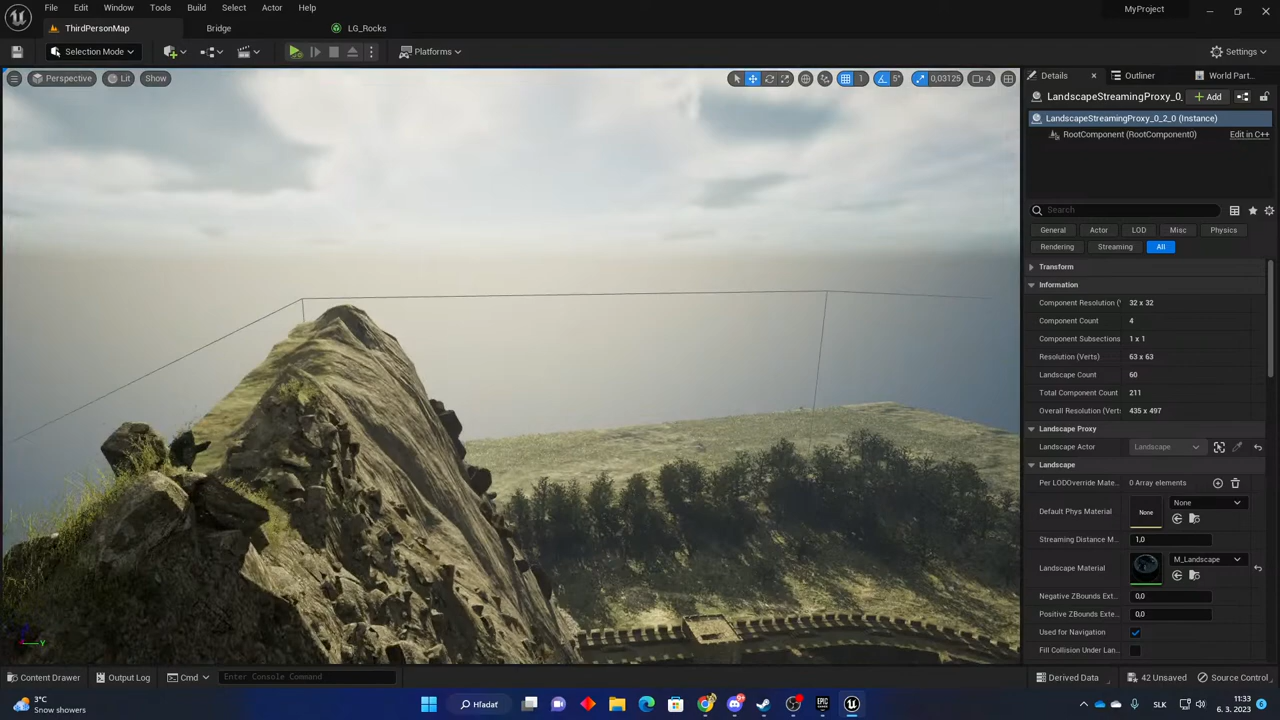 File Edit Window Tools Build Select Actor Help
MyProject
ThirdPersonMap Bridge LG_Rocks
Selection Mode Platforms Settings
Perspective Lit Show 1 5° 0,03125 4
Details Outliner World Part...
LandscapeStreamingProxy_0_ Add
LandscapeStreamingProxy_0_2_0 (Instance)
RootComponent (RootComponent0) Edit in C++
Search
General Actor LOD Misc Physics
Rendering Streaming All
Transform
Information
Component Resolution (V 32 x 32
Component Count 4
Component Subsections 1 x 1
Resolution (Verts) 63 x 63
Landscape Count 60
Total Component Count 211
Overall Resolution (Vert: 435 x 497
Landscape Proxy
Landscape Actor Landscape
Landscape
Per LODOverride Mate... 0 Array elements
Default Phys Material None None
Streaming Distance M... 1,0
Landscape Material M_Landscape
Negative ZBounds Ext... 0,0
Positive ZBounds Exte... 0,0
Used for Navigation
Fill Collision Under Lan...
Z
Y
Content Drawer Output Log Cmd Enter Console Command Derived Data 42 Unsaved Source Control
3°C
Snow showers
Hľadať
SLK
11:33
6. 3. 2023